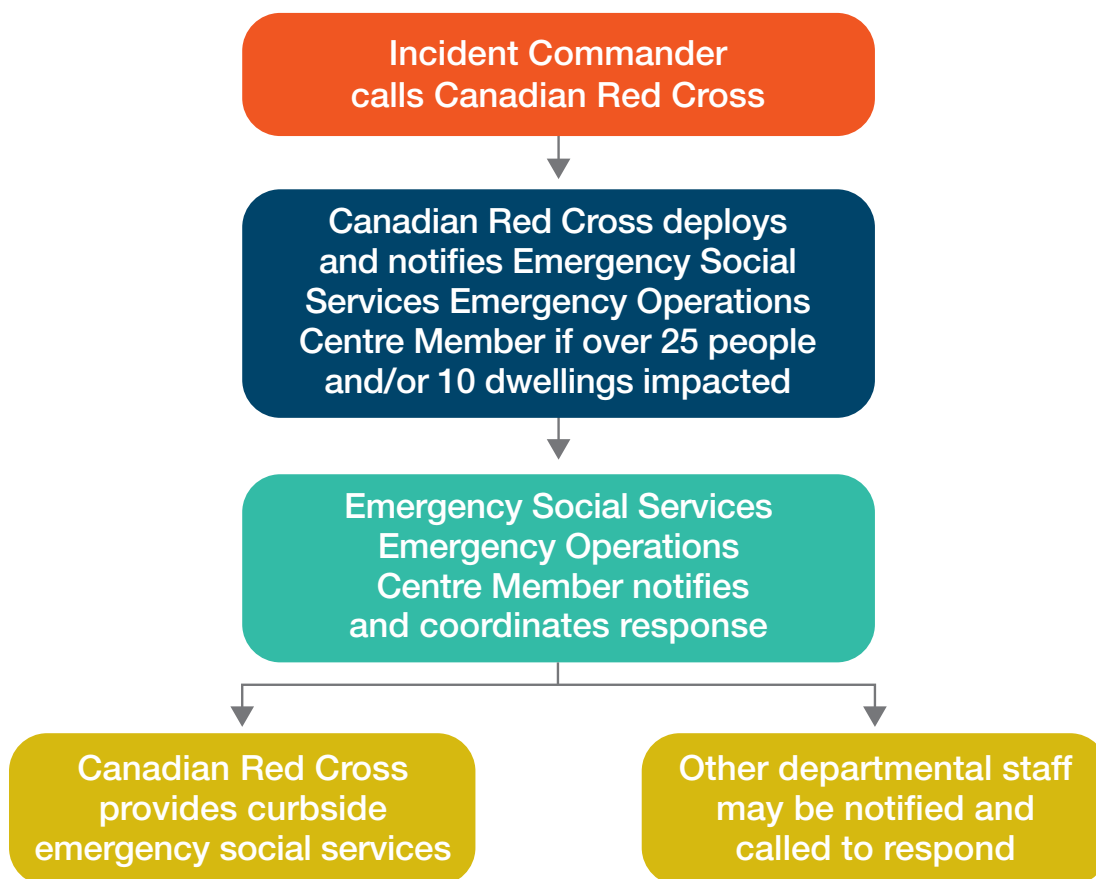 Incident Commander
calls Canadian Red Cross
Canadian Red Cross deploys
and notifies Emergency Social
Services Emergency Operations
Centre Member if over 25 people
and/or 10 dwellings impacted
Emergency Social Services
Emergency Operations
Centre Member notifies
and coordinates response
Canadian Red Cross
provides curbside
emergency social services
Other departmental staff
may be notified and
called to respond